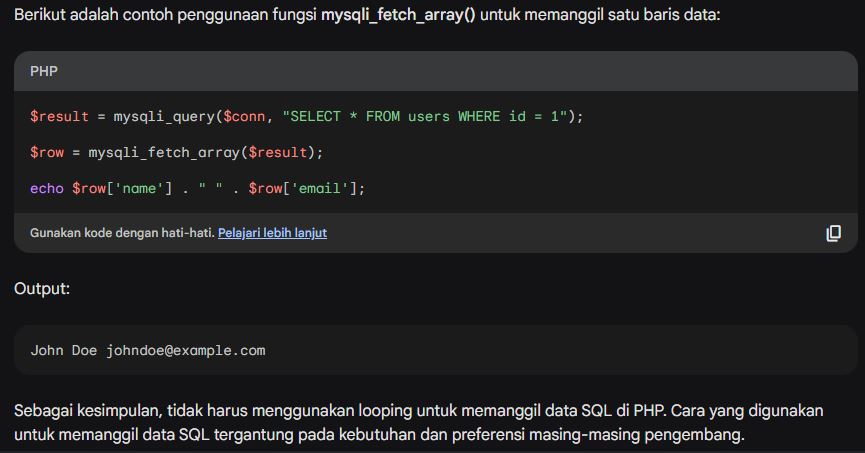 Berikut adalah contoh penggunaan fungsi mysqli_fetch_array() untuk memanggil satu baris data:
PHP
$result = mysqli_query($conn, "SELECT * FROM users WHERE id = 1");
$row = mysqli_fetch_array($result);
echo $row['name'] . " " . $row['email'];
Gunakan kode dengan hati-hati. Pelajari lebih lanjut
Output:
John Doe johndoe@example.com
Sebagai kesimpulan, tidak harus menggunakan looping untuk memanggil data SQL di PHP. Cara yang digunakan
untuk memanggil data SQL tergantung pada kebutuhan dan preferensi masing-masing pengembang.